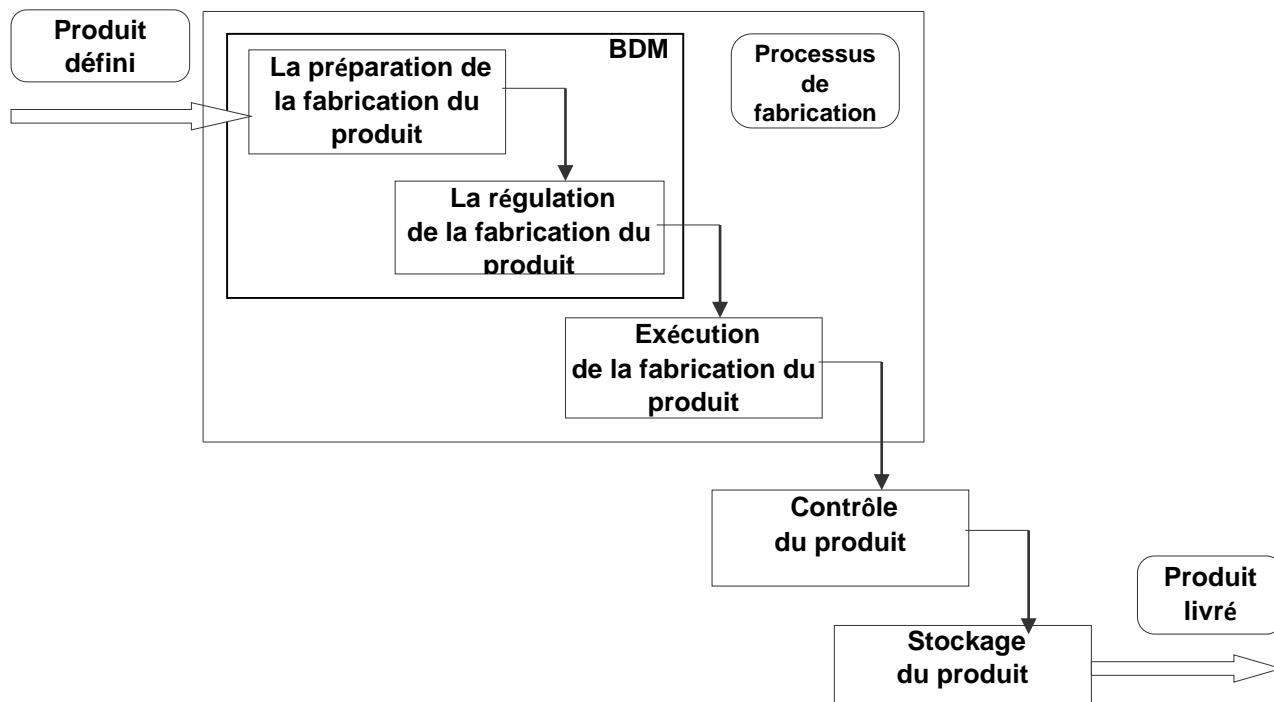 Produit
défini
BDM
La préparation de
la fabrication du
produit
Processus
de
fabrication
La régulation
de la fabrication du
produit
Exécution
de la fabrication du
produit
Contrôle
du produit
Produit
livré
Stockage
du produit